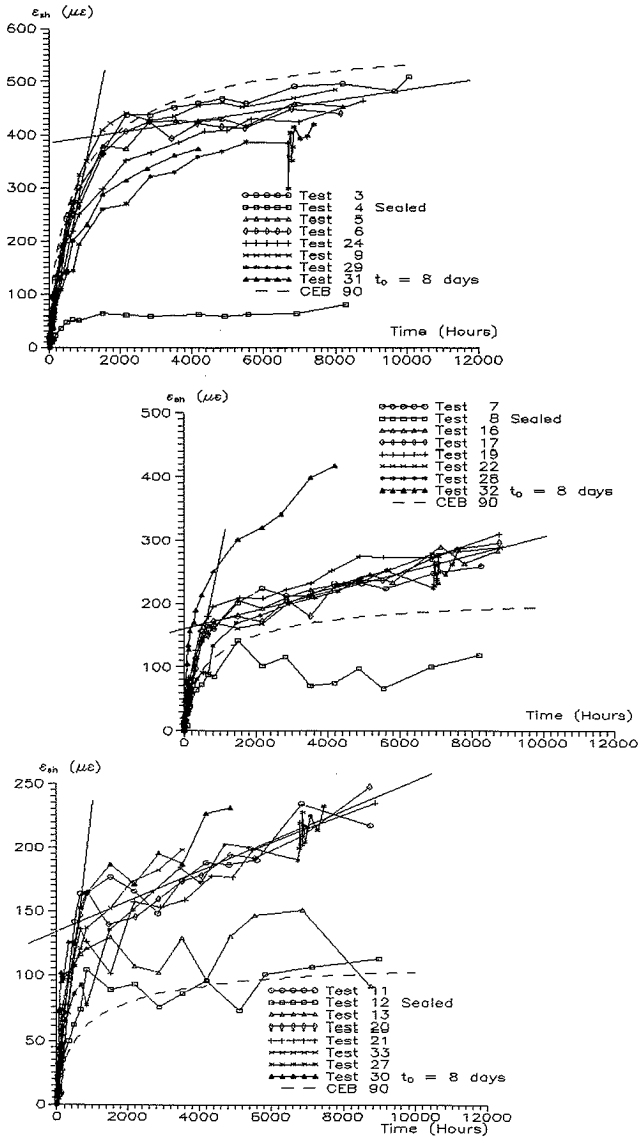 εsh (με)
600
500
400
300
200
100
0
Test 3
Test 4 Sealed
Test 5
Test 6
Test 24
Test 9
Test 29
Test 31 t₀ = 8 days
CEB 90
Time (Hours)
0 2000 4000 6000 8000 10000 12000
εsh (με)
500
400
300
200
100
0
Test 7
Test 8 Sealed
Test 16
Test 17
Test 19
Test 22
Test 28
Test 32 t₀ = 8 days
CEB 90
Time (Hours)
0 2000 4000 6000 8000 10000 12000
εsh (με)
250
200
150
100
50
0
Test 11
Test 12 Sealed
Test 13
Test 20
Test 21
Test 33
Test 27
Test 30 t₀ = 8 days
CEB 90
0 2000 4000 6000 8000 10000 12000
Time (Hours)